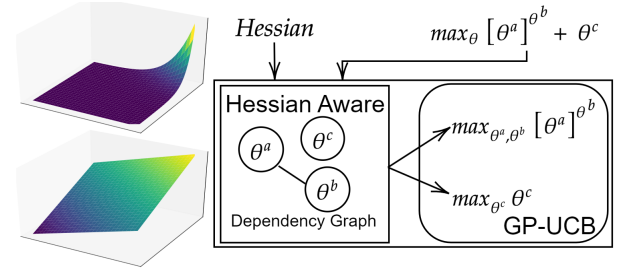 Hessian
max_θ [θ^a]^{θ^b} + θ^c
Hessian Aware
θ^a
θ^c
θ^b
Dependency Graph
max_{θ^a,θ^b} [θ^a]^{θ^b}
max_{θ^c} θ^c
GP-UCB